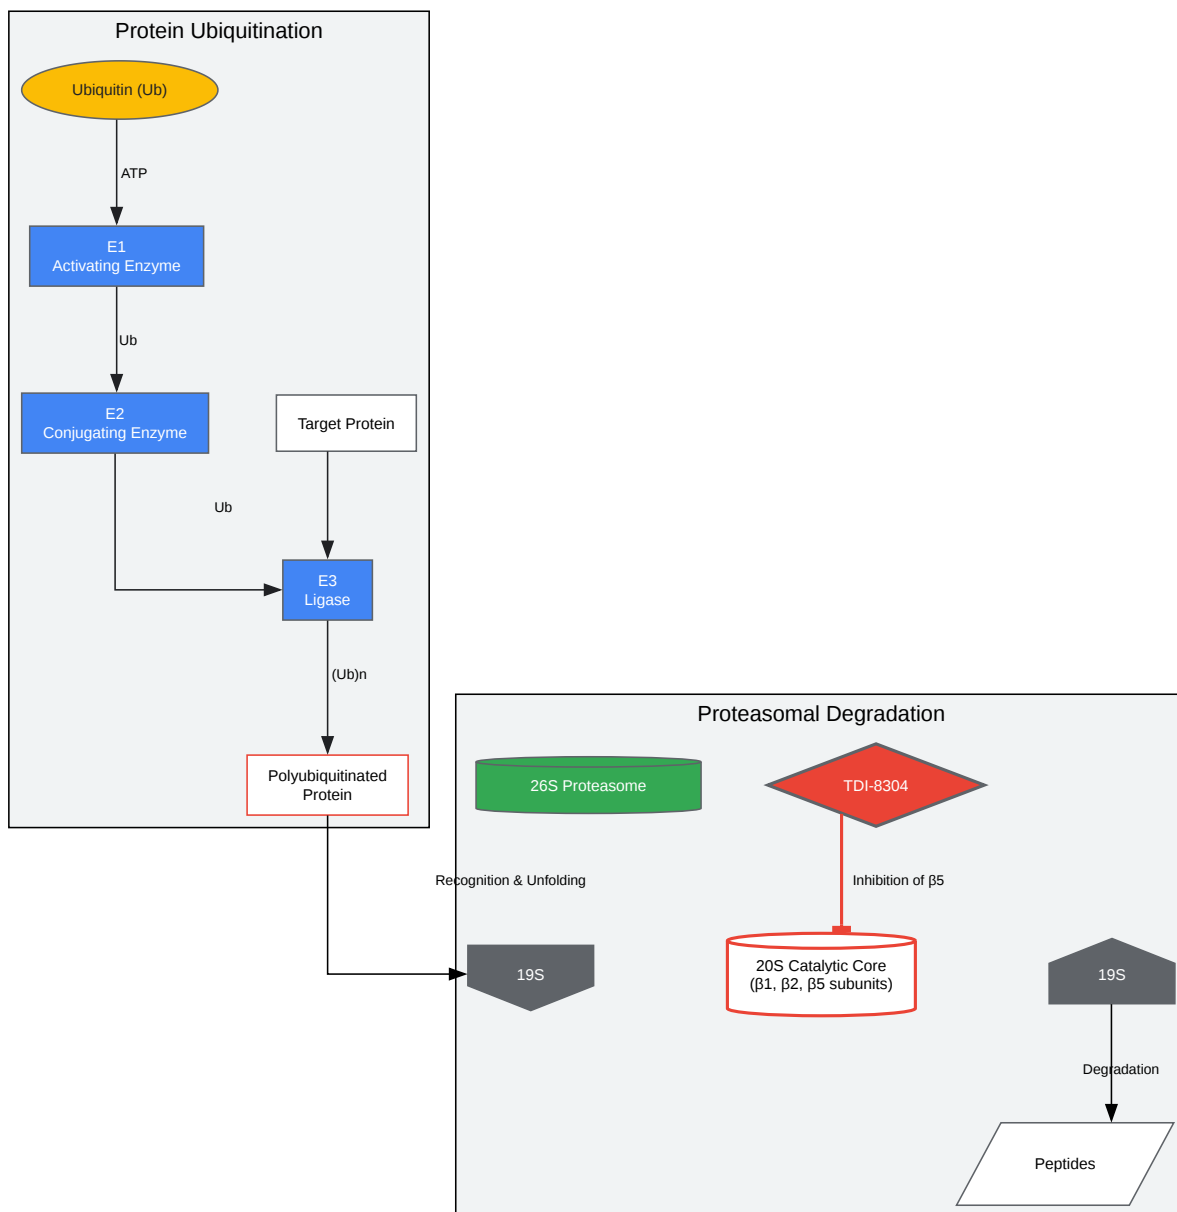 Protein Ubiquitination
Ubiquitin (Ub)
ATP
E1
Activating Enzyme
Ub
E2
Conjugating Enzyme
Target Protein
Ub
E3
Ligase
(Ub)n
Polyubiquitinated
Protein
Proteasomal Degradation
26S Proteasome
TDI-8304
Recognition & Unfolding
Inhibition of β5
19S
20S Catalytic Core
(β1, β2, β5 subunits)
19S
Degradation
Peptides